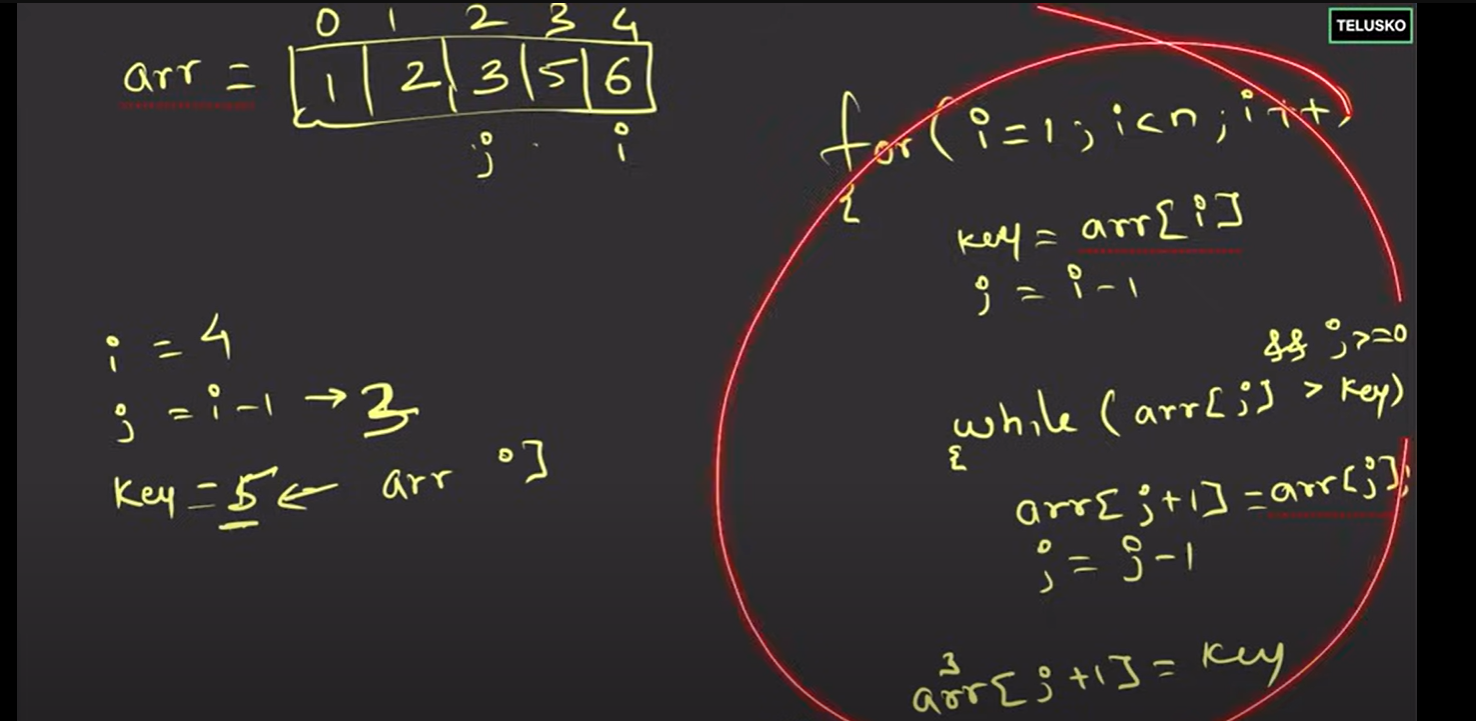 TELUSKO
0 1 2 3 4
arr = 1 2 3 5 6
j i
i = 4
j = i-1 → 3
key = 5 ← arr i]
for(i=1; i<n; i++)
{
key = arr[i]
j = i-1
&& j>=0
while (arr[j] > key)
{
arr[j+1] = arr[j];
j = j-1
}
arr[j+1] = key